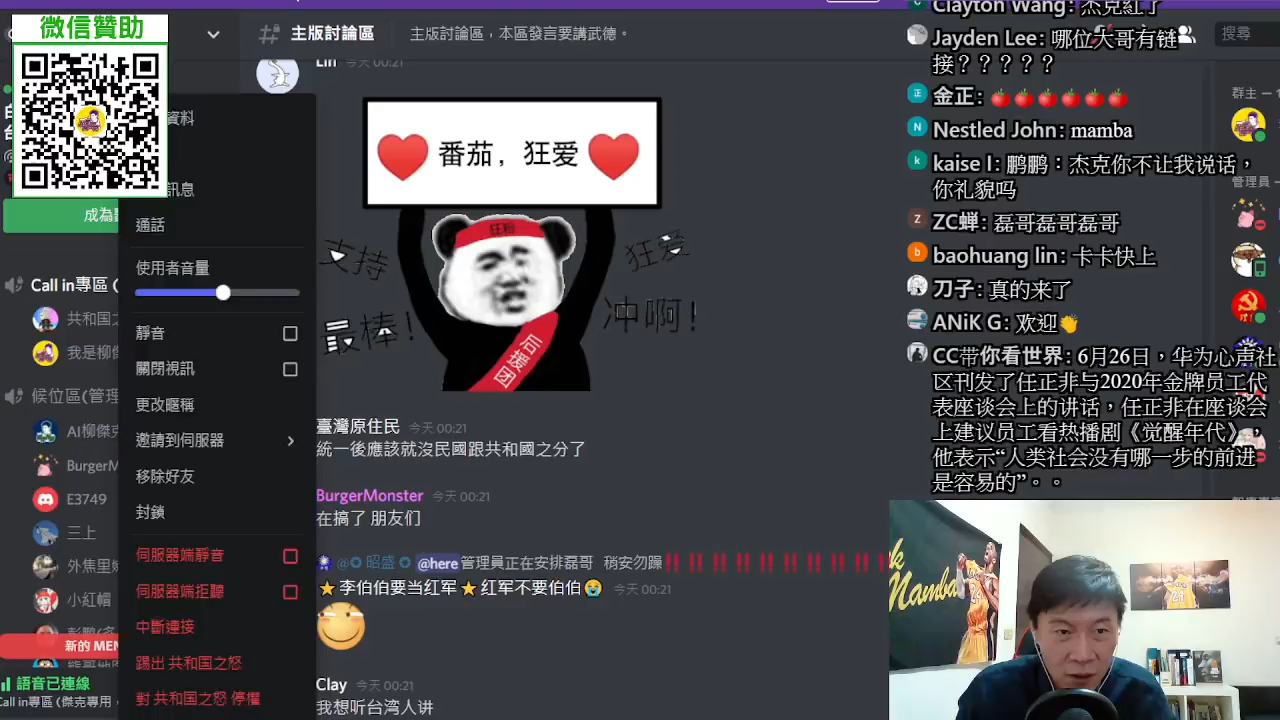 微信贊助
主版討論區
主版討論區，本區發言要講武德。
搜尋
Lin 今天 00:21
番茄，狂爱
狂粉
支持
狂爱
最棒！
冲啊！
后援团
臺灣原住民 今天 00:21
統一後應該就沒民國跟共和國之分了
BurgerMonster 今天 00:21
在搞了 朋友们
@昭盛 @here管理員正在安排磊哥 稍安勿躁‼️‼️‼️‼️‼️‼️‼️
⭐李伯伯要当红军⭐红军不要伯伯😭 今天 00:21
Clay 今天 00:21
我想听台湾人讲
資料
訊息
通話
使用者音量
靜音
關閉視訊
更改暱稱
邀請到伺服器
移除好友
封鎖
伺服器端靜音
伺服器端拒聽
中斷連接
踢出 共和国之怒
對 共和国之怒 停權
成為
Call in專區 (
共和国之
我是柳傑
候位區(管理
AI柳傑克
BurgerM
E3749
三上
外焦里嫩
小紅帽
新的 MEN
語音已連線
Call in專區 (傑克專用，
Clayton Wang: 杰克红了
Jayden Lee: 哪位大哥有链
接？？？？？
金正: 🍅🍅🍅🍅🍅🍅
Nestled John: mamba
kaise l: 鹏鹏：杰克你不让我说话，
你礼貌吗
ZC蝉: 磊哥磊哥磊哥
baohuang lin: 卡卡快上
刀子: 真的来了
ANiK G: 欢迎👏
CC带你看世界: 6月26日，华为心声社
区刊发了任正非与2020年金牌员工代
表座谈会上的讲话，任正非在座谈会
上建议员工看热播剧《觉醒年代》，
他表示“人类社会没有哪一步的前进
是容易的”。。
群主 — 1
管理員 —
Mamba